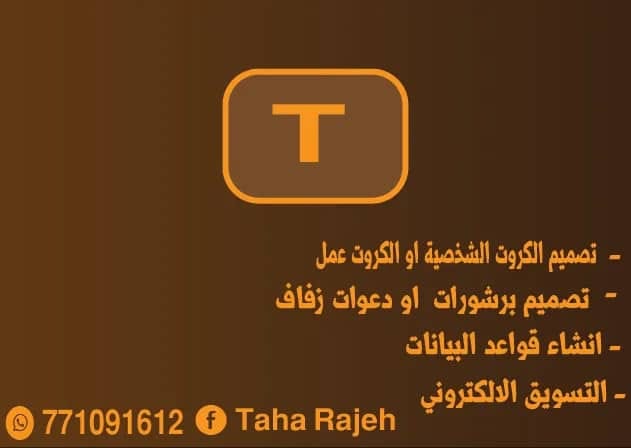 T
- تصميم الكروت الشخصية او الكروت عمل
- تصميم برشورات او دعوات زفاف
- انشاء قواعد البيانات
- التسويق الالكتروني
771091612 Taha Rajeh